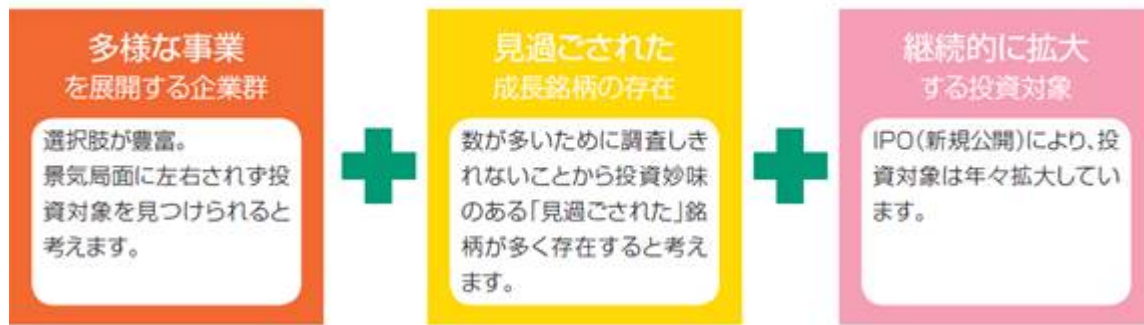 多様な事業
を展開する企業群
選択肢が豊富。
景気局面に左右されず投
資対象を見つけられると
考えます。
見過ごされた
成長銘柄の存在
数が多いために調査しき
れないことから投資妙味
のある「見過ごされた」銘
柄が多く存在すると考え
ます。
継続的に拡大
する投資対象
IPO(新規公開)により、投
資対象は年々拡大してい
ます。